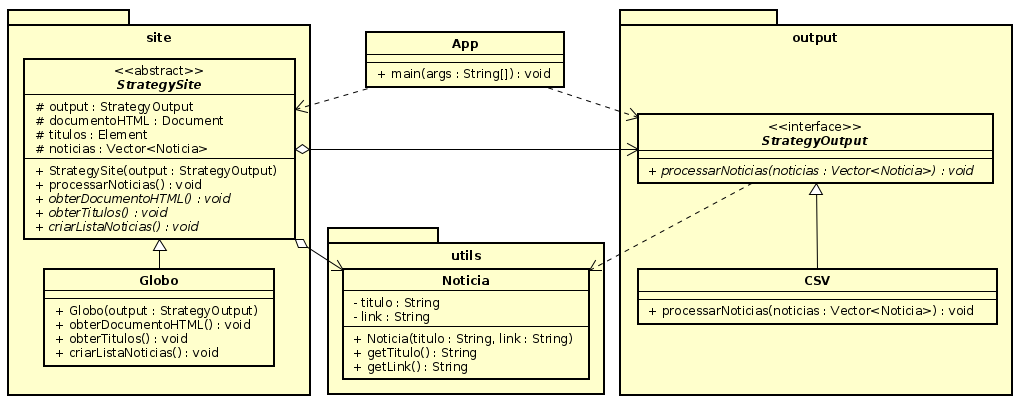 site
<<abstract>>
StrategySite
# output : StrategyOutput
# documentoHTML : Document
# titulos : Element
# noticias : Vector<Noticia>
+ StrategySite(output : StrategyOutput)
+ processarNoticias() : void
+ obterDocumentoHTML() : void
+ obterTitulos() : void
+ criarListaNoticias() : void
Globo
+ Globo(output : StrategyOutput)
+ obterDocumentoHTML() : void
+ obterTitulos() : void
+ criarListaNoticias() : void
App
+ main(args : String[]) : void
utils
Noticia
- titulo : String
- link : String
+ Noticia(titulo : String, link : String)
+ getTitulo() : String
+ getLink() : String
output
<<interface>>
StrategyOutput
+ processarNoticias(noticias : Vector<Noticia>) : void
CSV
+ processarNoticias(noticias : Vector<Noticia>) : void